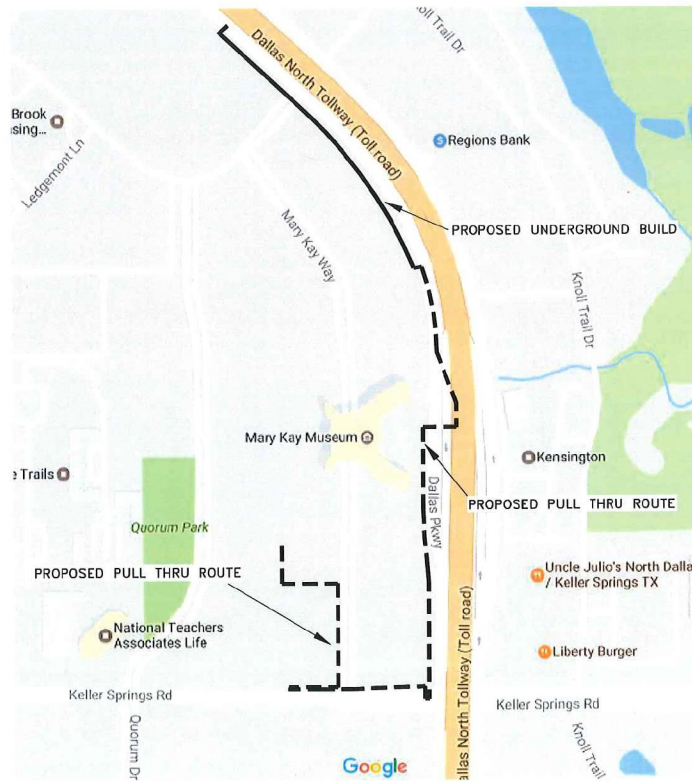 Knoll Trail Dr
Dallas North Tollway (Toll road)
Brook
sing...
Regions Bank
Ledgemont Ln
PROPOSED UNDERGROUND BUILD
Mary Kay Way
Knoll Trail Dr
Mary Kay Museum
Kensington
e Trails
Dallas Pkwy
PROPOSED PULL THRU ROUTE
Quorum Park
PROPOSED PULL THRU ROUTE
Uncle Julio's North Dalla
/ Keller Springs TX
National Teachers
Associates Life
Liberty Burger
Dallas North Tollway (Toll road)
Keller Springs Rd
Keller Springs Rd
Quorum Dr
Knoll Trail
Google